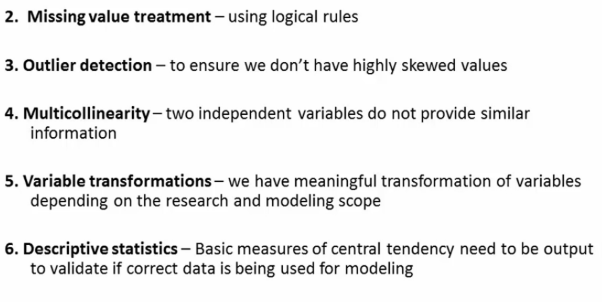 2. Missing value treatment – using logical rules
3. Outlier detection – to ensure we don't have highly skewed values
4. Multicollinearity – two independent variables do not provide similar
information
5. Variable transformations – we have meaningful transformation of variables
depending on the research and modeling scope
6. Descriptive statistics – Basic measures of central tendency need to be output
to validate if correct data is being used for modeling